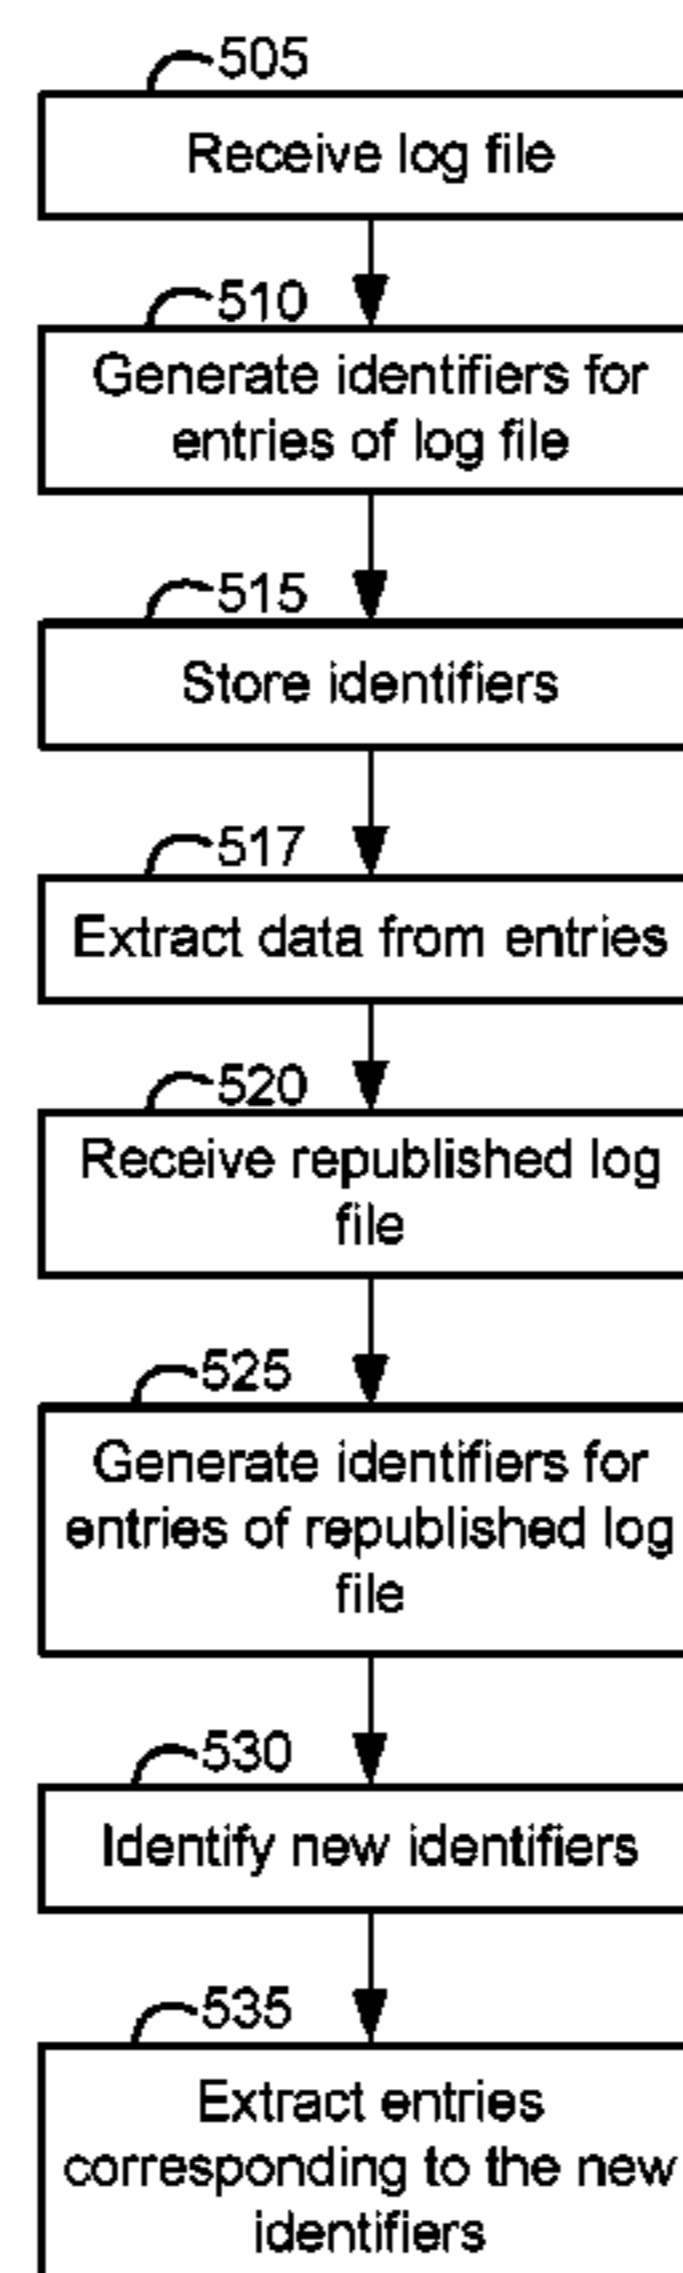 505
Receive log file
510
Generate identifiers for
entries of log file
515
Store identifiers
517
Extract data from entries
520
Receive republished log
file
525
Generate identifiers for
entries of republished log
file
530
Identify new identifiers
535
Extract entries
corresponding to the new
identifiers